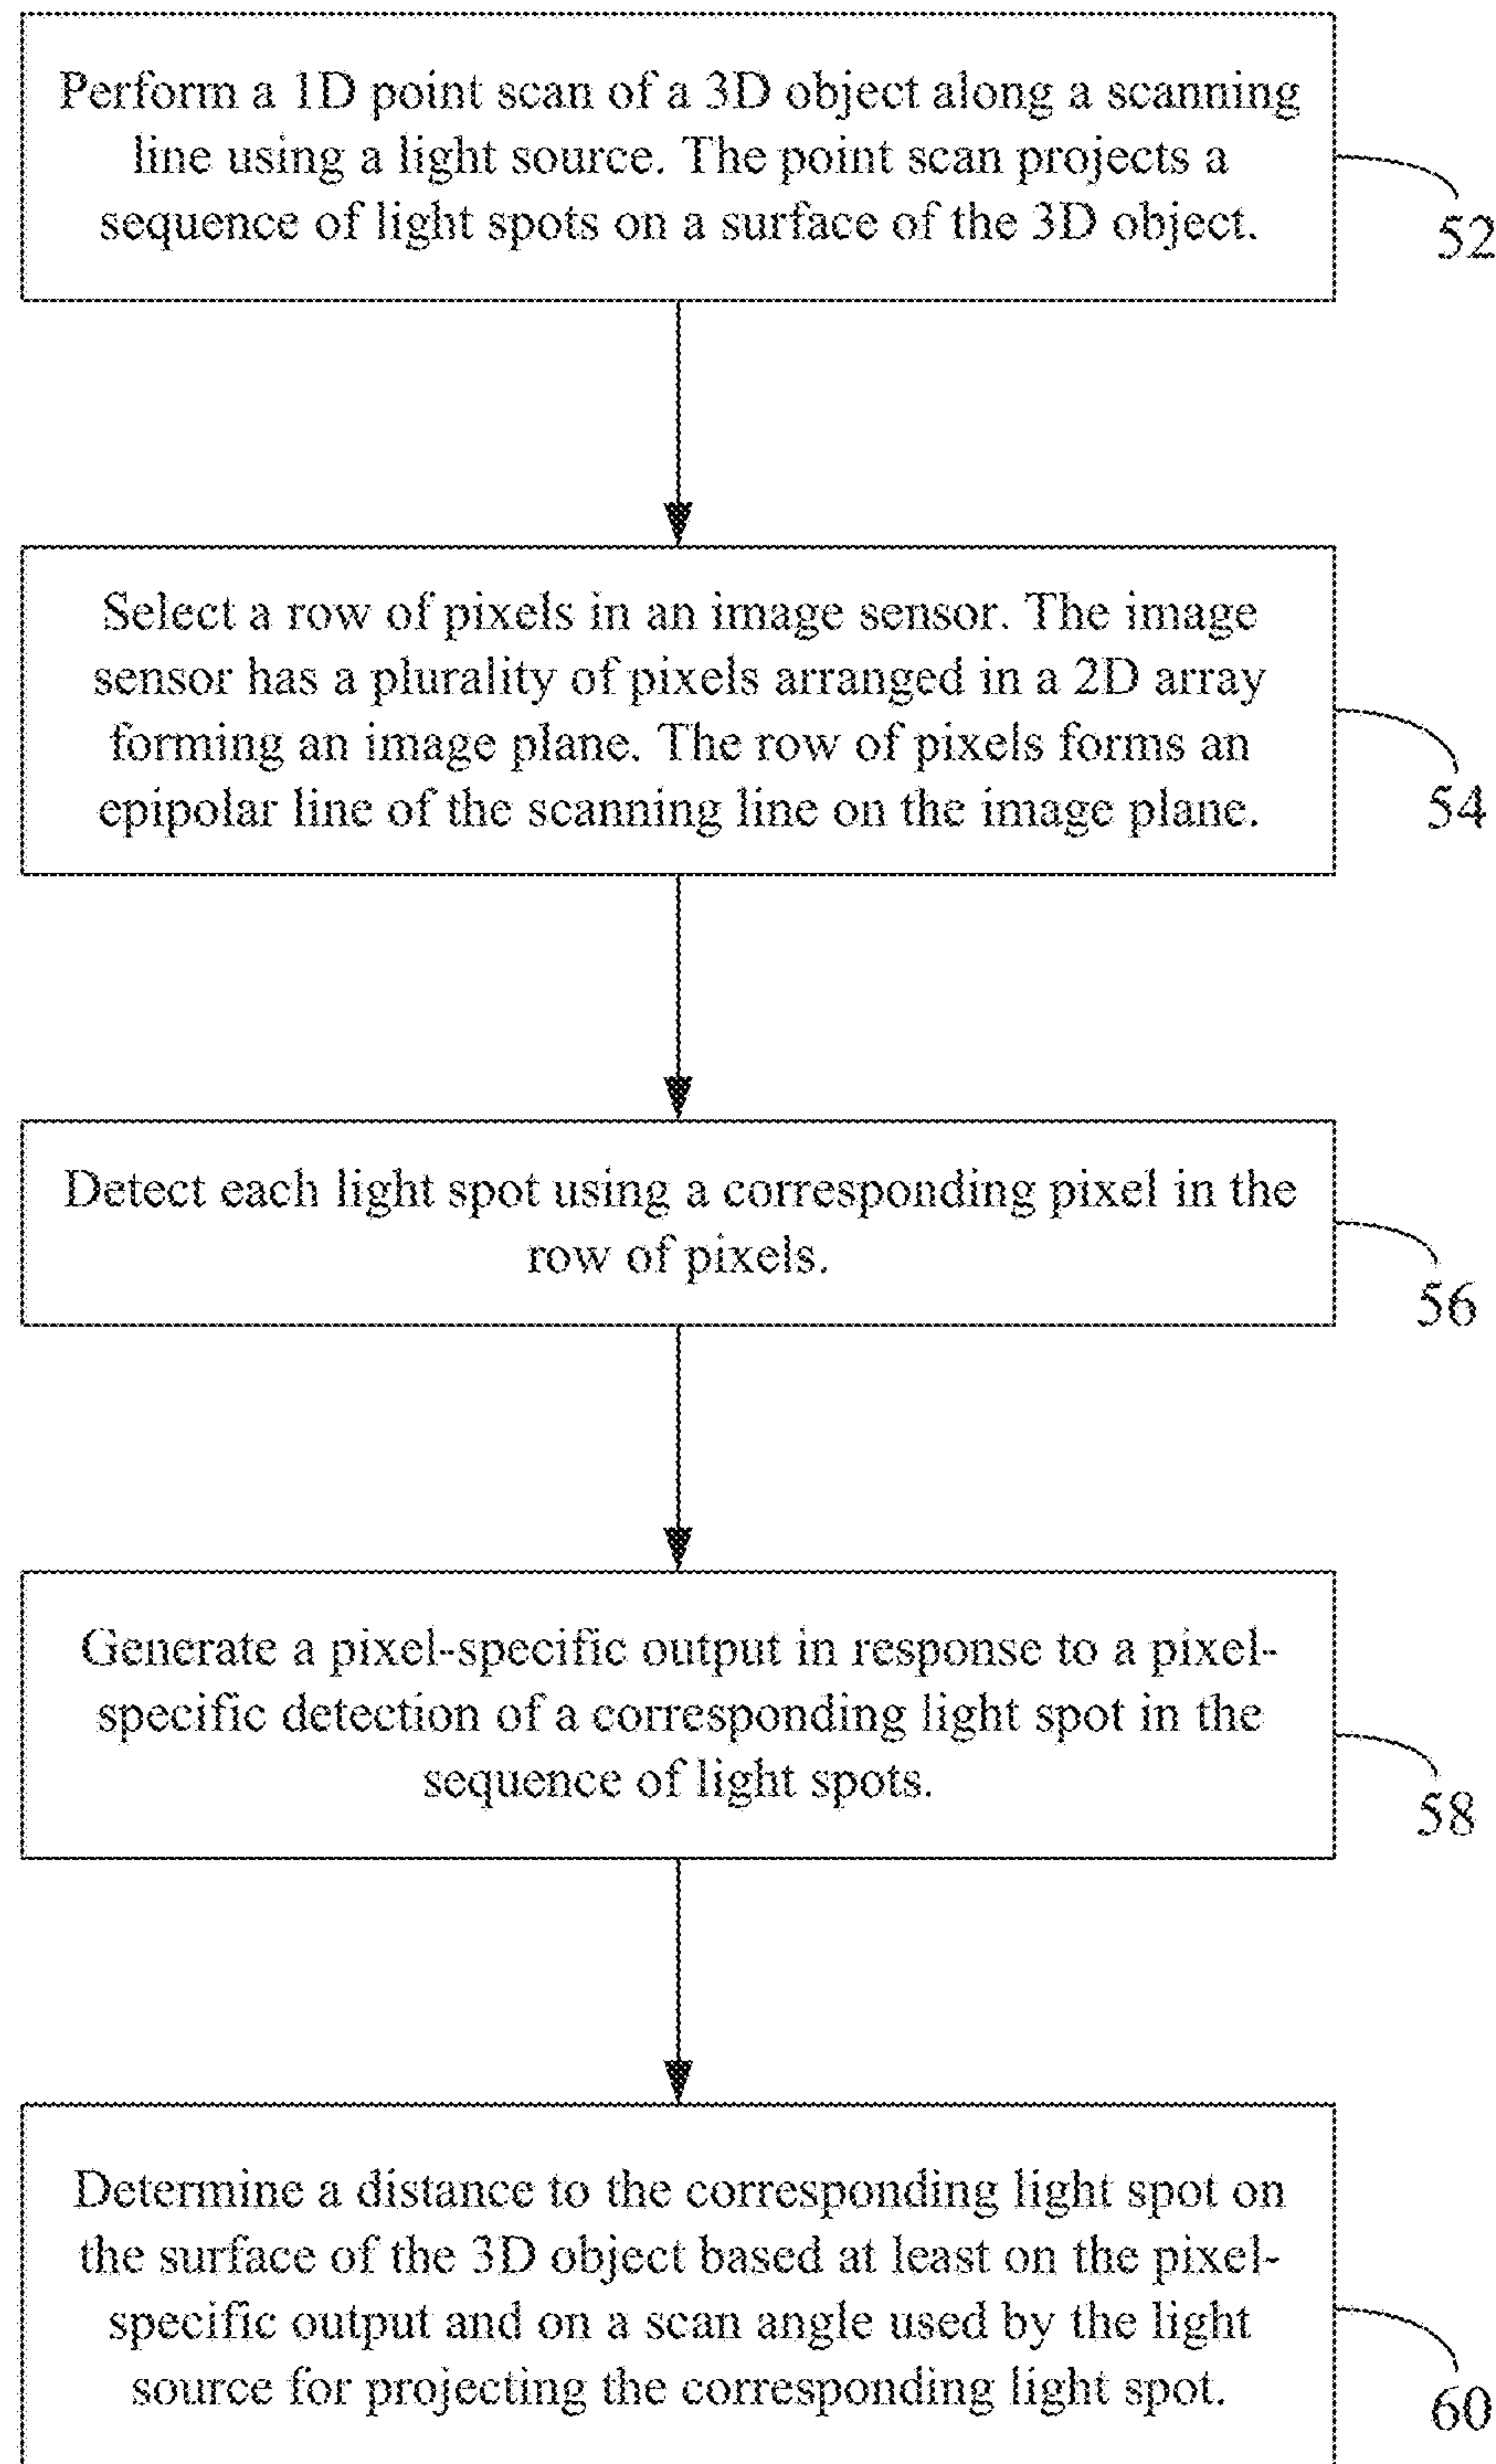 Perform a 1D point scan of a 3D object along a scanning
line using a light source. The point scan projects a
sequence of light spots on a surface of the 3D object.
52
Select a row of pixels in an image sensor. The image
sensor has a plurality of pixels arranged in a 2D array
forming an image plane. The row of pixels forms an
epipolar line of the scanning line on the image plane.
54
Detect each light spot using a corresponding pixel in the
row of pixels.
56
Generate a pixel-specific output in response to a pixel-
specific detection of a corresponding light spot in the
sequence of light spots.
58
Determine a distance to the corresponding light spot on
the surface of the 3D object based at least on the pixel-
specific output and on a scan angle used by the light
source for projecting the corresponding light spot.
60